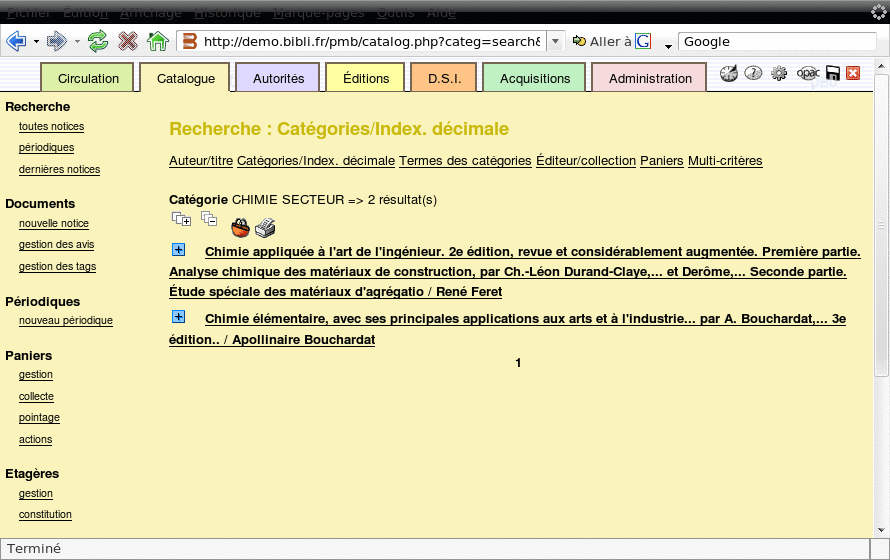 Fichier Édition Affichage Historique Marque-pages Outils Aide
http://demo.bibli.fr/pmb/catalog.php?categ=search& Aller à G Google
Circulation Catalogue Autorités Éditions D.S.I. Acquisitions Administration opac
Recherche
toutes notices
périodiques
dernières notices
Documents
nouvelle notice
gestion des avis
gestion des tags
Périodiques
nouveau périodique
Paniers
gestion
collecte
pointage
actions
Etagères
gestion
constitution
Recherche : Catégories/Index. décimale
Auteur/titre Catégories/Index. décimale Termes des catégories Éditeur/collection Paniers Multi-critères
Catégorie CHIMIE SECTEUR => 2 résultat(s)
Chimie appliquée à l'art de l'ingénieur. 2e édition, revue et considérablement augmentée. Première partie.
Analyse chimique des matériaux de construction, par Ch.-Léon Durand-Claye,... et Derôme,... Seconde partie.
Étude spéciale des matériaux d'agrégatio / René Feret
Chimie élémentaire, avec ses principales applications aux arts et à l'industrie... par A. Bouchardat,... 3e
édition.. / Apollinaire Bouchardat
1
Terminé